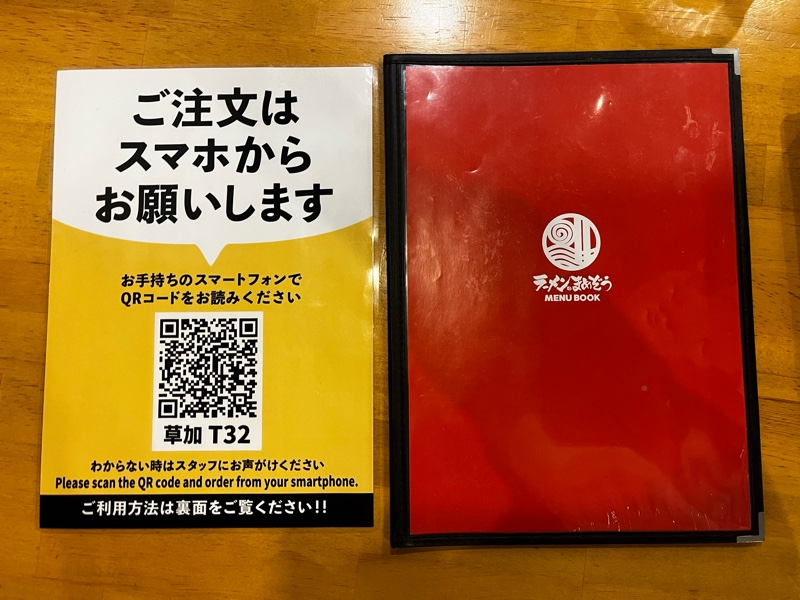 ご注文は
スマホから
お願いします
お手持ちのスマートフォンで
QRコードをお読みください
草加 T32
わからない時はスタッフにお声がけください
Please scan the QR code and order from your smartphone.
ご利用方法は裏面をご覧ください!!
ラーメンまめぞう
MENU BOOK